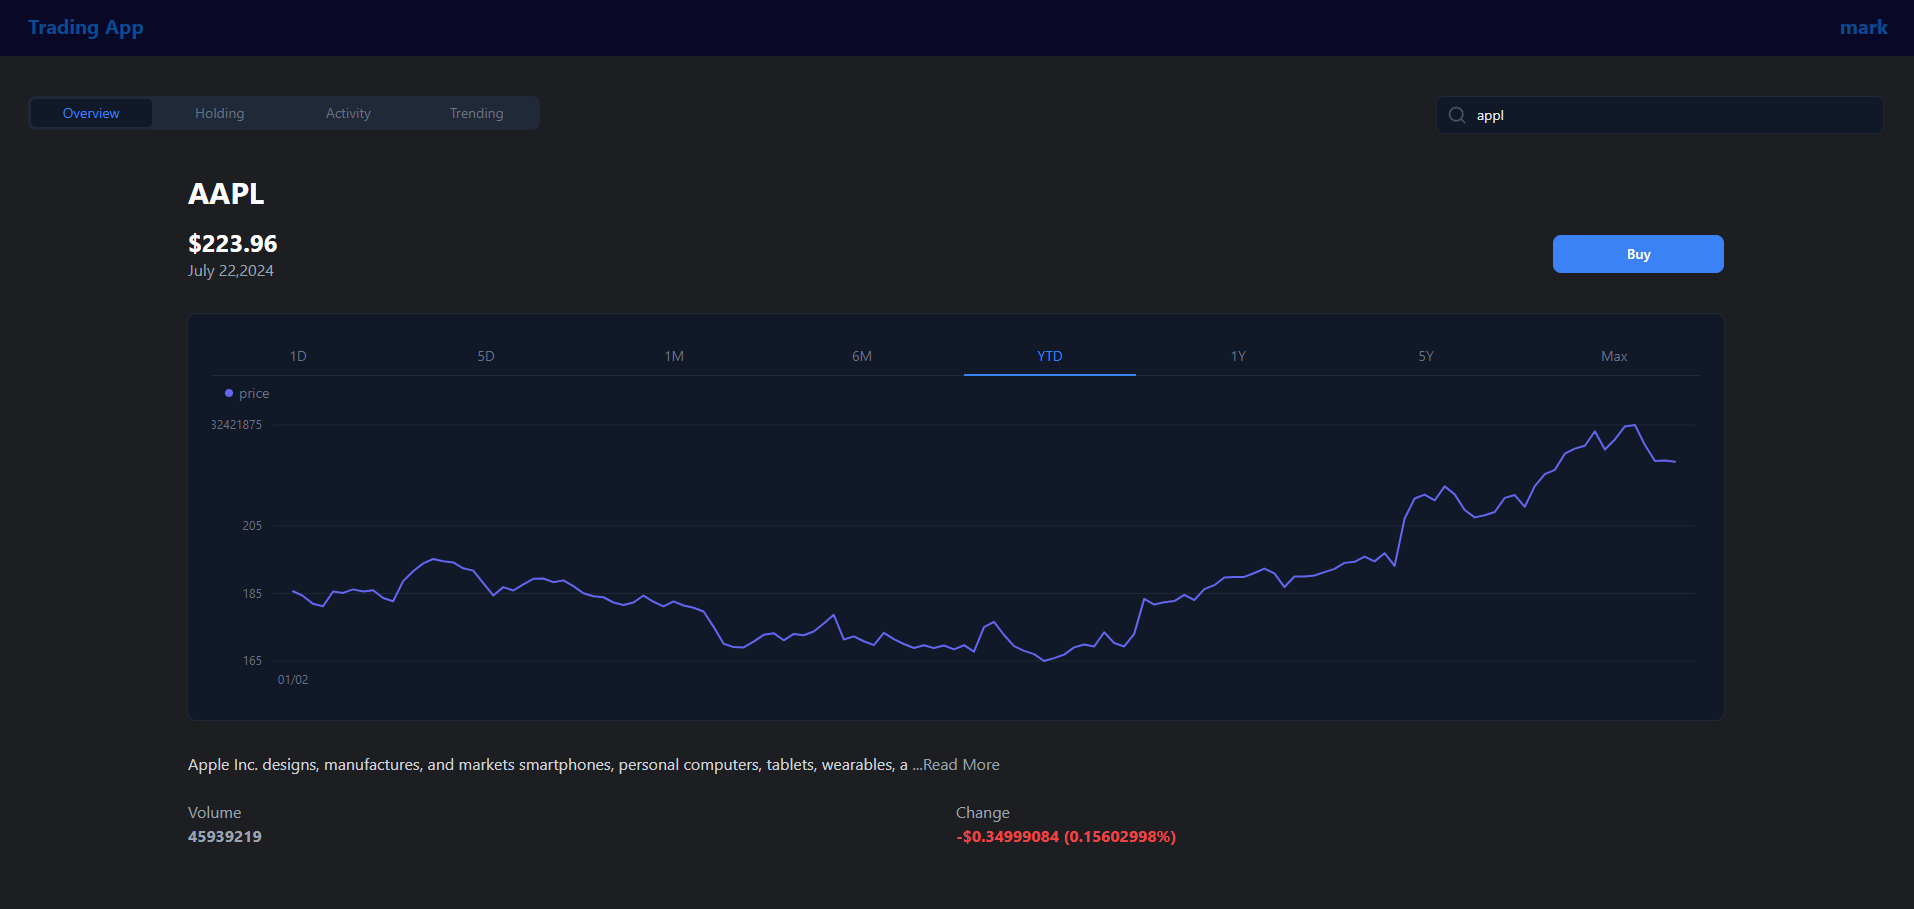 Trading App mark
Overview Holding Activity Trending appl
AAPL
$223.96
July 22,2024
Buy
1D 5D 1M 6M YTD 1Y 5Y Max
price
32421875
205
185
165
01/02
Apple Inc. designs, manufactures, and markets smartphones, personal computers, tablets, wearables, a ...Read More
Volume Change
45939219 -$0.34999084 (0.15602998%)